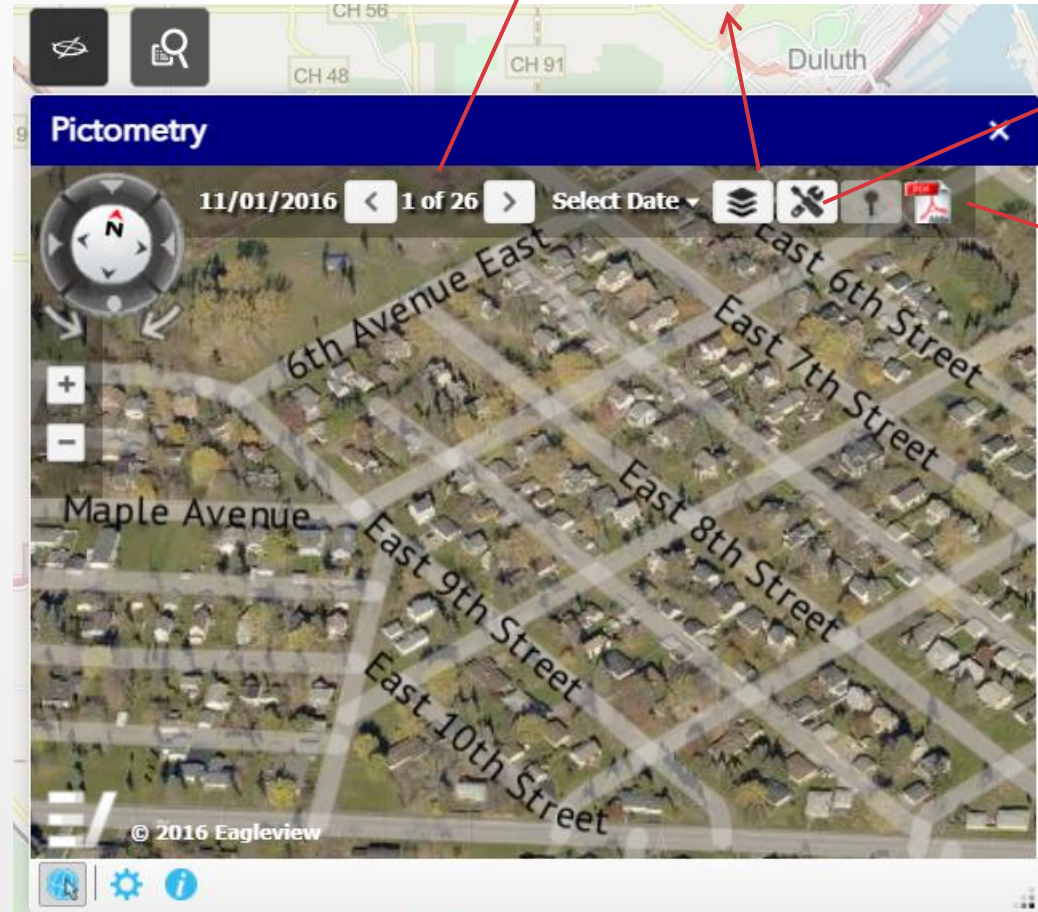 CH 56
CH 48
CH 91
Duluth
9
Pictometry
11/01/2016
1 of 26
Select Date
PDF
N
6th Avenue East
East 6th Street
East 7th Street
East 8th Street
Maple Avenue
East 9th Street
East 10th Street
© 2016 Eagleview